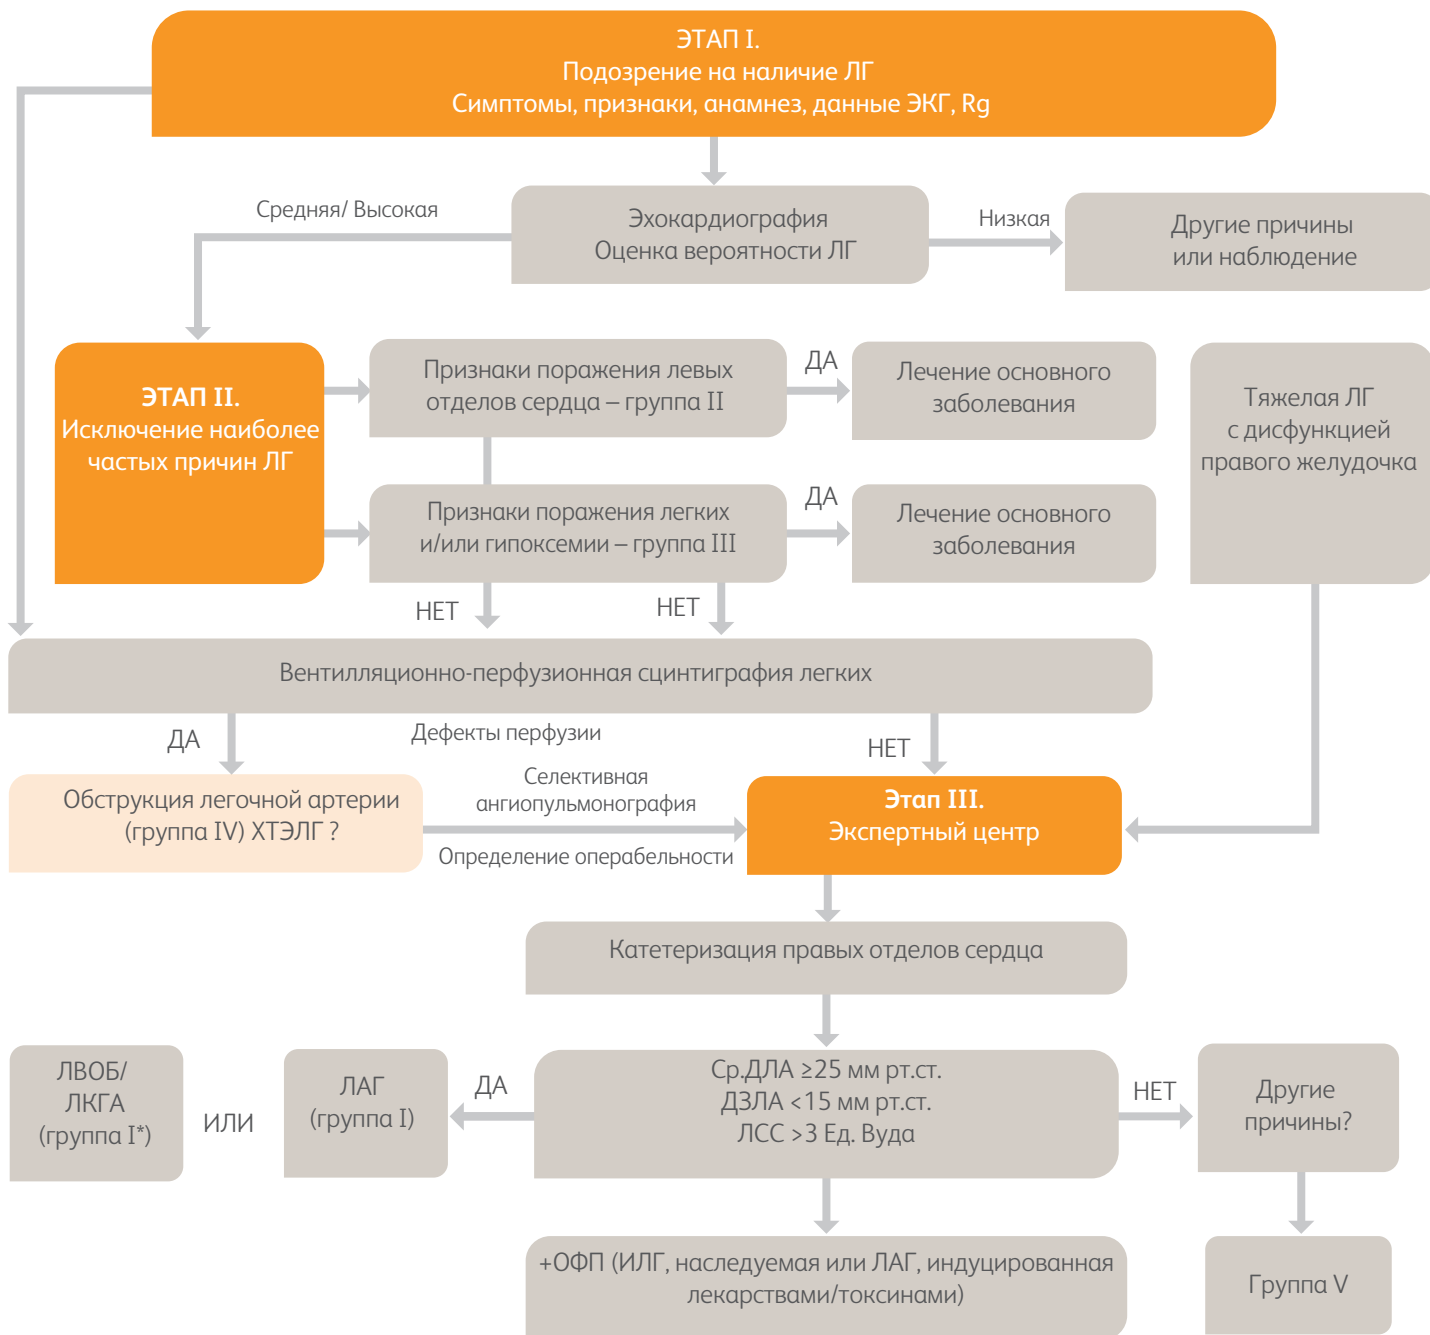 ЭТАП I.
Подозрение на наличие ЛГ
Симптомы, признаки, анамнез, данные ЭКГ, Rg
Средняя/ Высокая
Эхокардиография
Оценка вероятности ЛГ
Низкая
Другие причины
или наблюдение
ЭТАП II.
Исключение наиболее
частых причин ЛГ
Признаки поражения левых
отделов сердца – группа II
ДА
Лечение основного
заболевания
Тяжелая ЛГ
с дисфункцией
правого желудочка
Признаки поражения легких
и/или гипоксемии – группа III
ДА
Лечение основного
заболевания
НЕТ
НЕТ
Вентилляционно-перфузионная сцинтиграфия легких
ДА
Дефекты перфузии
НЕТ
Обструкция легочной артерии
(группа IV) ХТЭЛГ ?
Селективная
ангиопульмонография
Определение операбельности
Этап III.
Экспертный центр
Катетеризация правых отделов сердца
ЛВОБ/
ЛКГА
(группа I*)
ИЛИ
ЛАГ
(группа I)
ДА
Ср.ДЛА ≥25 мм рт.ст.
ДЗЛА <15 мм рт.ст.
ЛСС >3 Ед. Вуда
НЕТ
Другие
причины?
+ОФП (ИЛГ, наследуемая или ЛАГ, индуцированная
лекарствами/токсинами)
Группа V